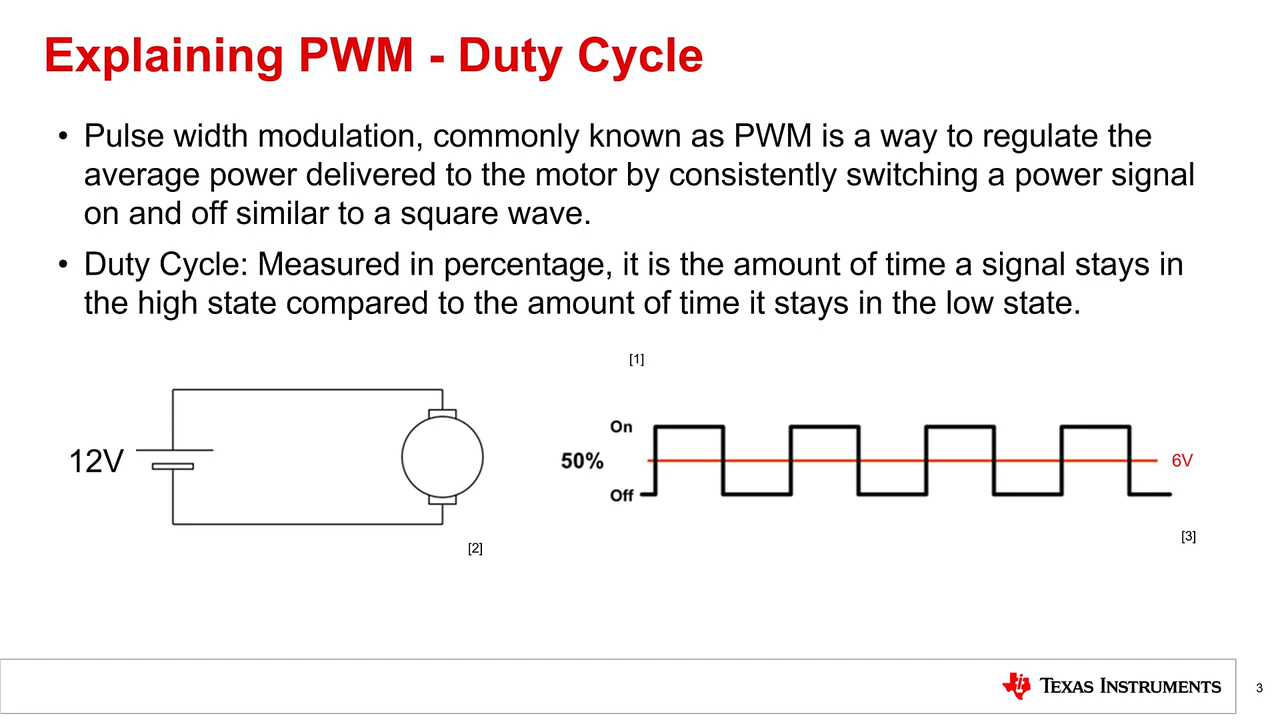 Explaining PWM - Duty Cycle
• Pulse width modulation, commonly known as PWM is a way to regulate the
average power delivered to the motor by consistently switching a power signal
on and off similar to a square wave.
• Duty Cycle: Measured in percentage, it is the amount of time a signal stays in
the high state compared to the amount of time it stays in the low state.
[1]
12V
[2]
On
50%
Off
6V
[3]
TEXAS INSTRUMENTS
3